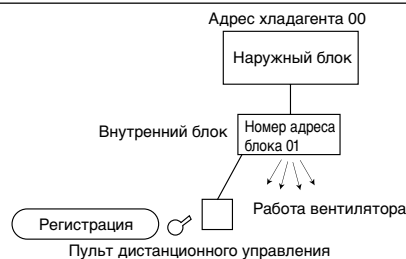 Адрес хладагента 00
Наружный блок
Внутренний блок
Номер адреса
блока 01
Работа вентилятора
Регистрация
Пульт дистанционного управления